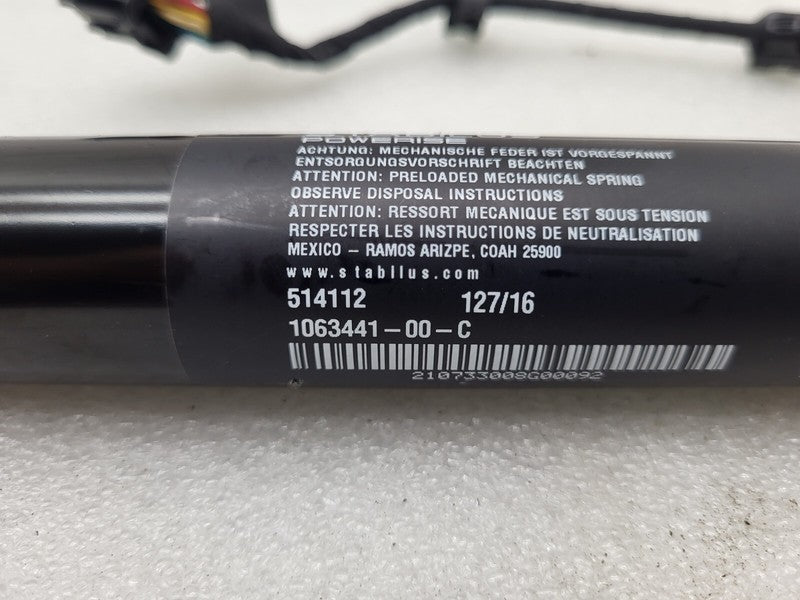 POWERISE
ACHTUNG: MECHANISCHE FEDER IST VORGESPANNT
ENTSORGUNGSVORSCHRIFT BEACHTEN
ATTENTION: PRELOADED MECHANICAL SPRING
OBSERVE DISPOSAL INSTRUCTIONS
ATTENTION: RESSORT MECANIQUE EST SOUS TENSION
RESPECTER LES INSTRUCTIONS DE NEUTRALISATION
MEXICO – RAMOS ARIZPE, COAH 25900
www.stabilus.com
514112 127/16
1063441-00-C
210733008G00092